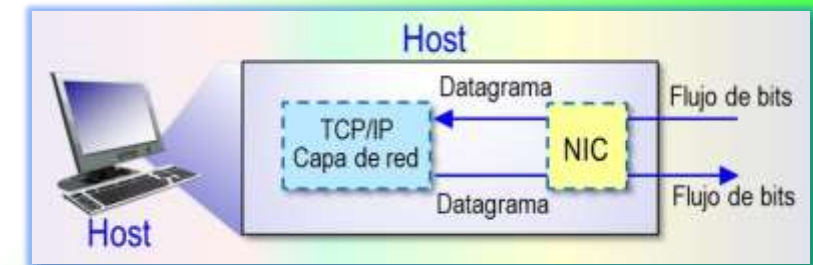 Host
Datagrama
Flujo de bits
TCP/IP
Capa de red
NIC
Datagrama
Flujo de bits
Host